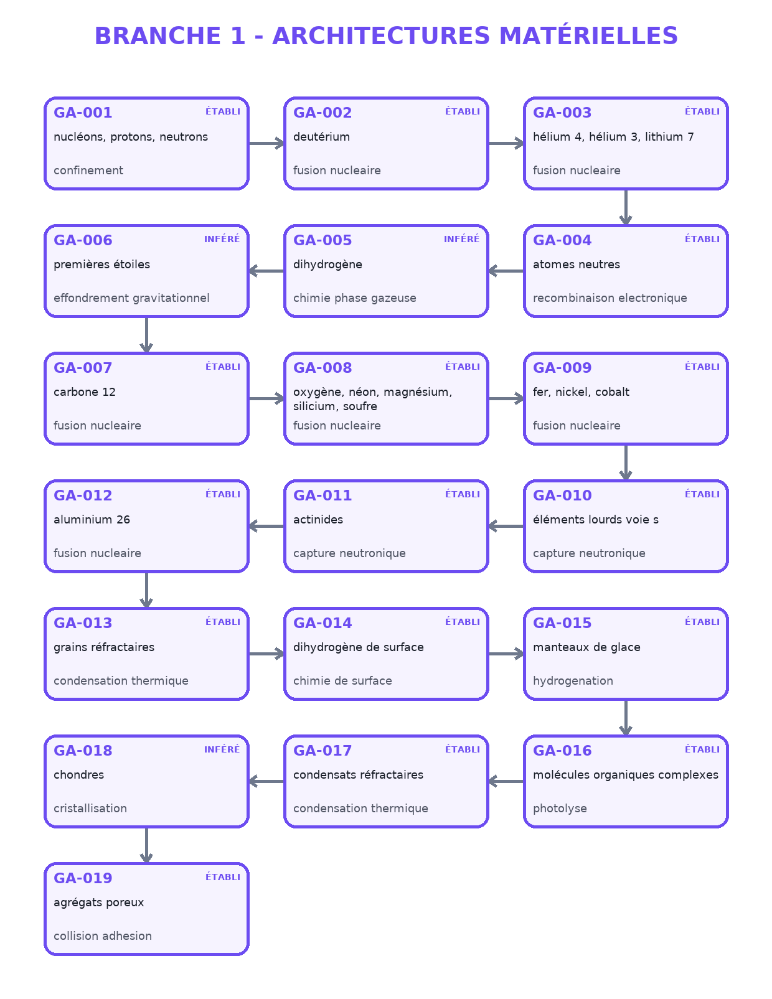 BRANCHE 1 - ARCHITECTURES MATÉRIELLES
GA-001
ÉTABLI
nucléons, protons, neutrons
confinement
GA-002
ÉTABLI
deutérium
fusion nucleaire
GA-003
ÉTABLI
hélium 4, hélium 3, lithium 7
fusion nucleaire
GA-006
INFÉRÉ
premières étoiles
effondrement gravitationnel
GA-005
INFÉRÉ
dihydrogène
chimie phase gazeuse
GA-004
ÉTABLI
atomes neutres
recombinaison electronique
GA-007
ÉTABLI
carbone 12
fusion nucleaire
GA-008
ÉTABLI
oxygène, néon, magnésium,
silicium, soufre
fusion nucleaire
GA-009
ÉTABLI
fer, nickel, cobalt
fusion nucleaire
GA-012
ÉTABLI
aluminium 26
fusion nucleaire
GA-011
ÉTABLI
actinides
capture neutronique
GA-010
ÉTABLI
éléments lourds voie s
capture neutronique
GA-013
ÉTABLI
grains réfractaires
condensation thermique
GA-014
ÉTABLI
dihydrogène de surface
chimie de surface
GA-015
ÉTABLI
manteaux de glace
hydrogenation
GA-018
INFÉRÉ
chondres
cristallisation
GA-017
ÉTABLI
condensats réfractaires
condensation thermique
GA-016
ÉTABLI
molécules organiques complexes
photolyse
GA-019
ÉTABLI
agrégats poreux
collision adhesion